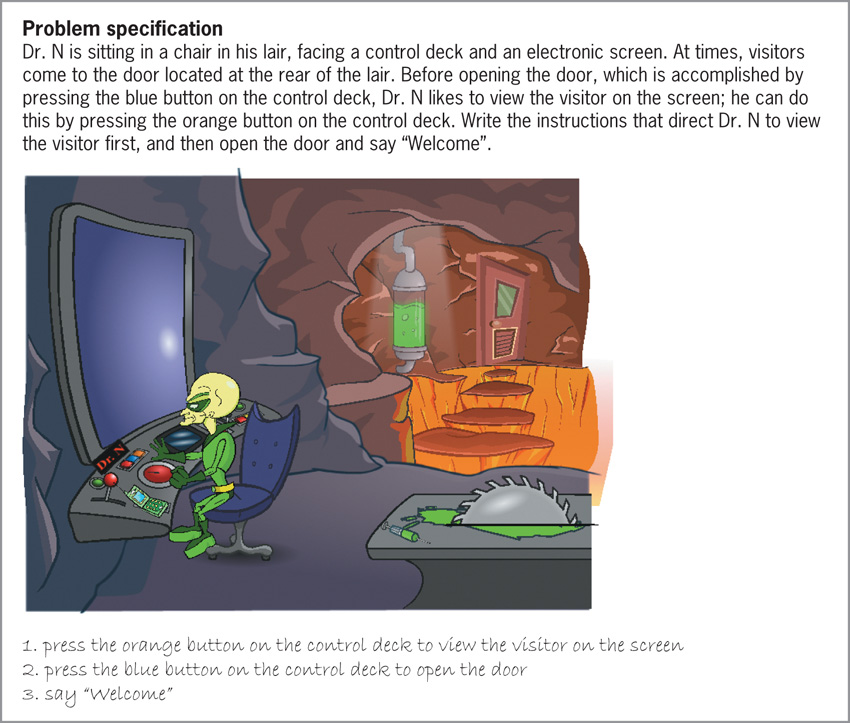 Problem specification
Dr. N is sitting in a chair in his lair, facing a control deck and an electronic screen. At times, visitors
come to the door located at the rear of the lair. Before opening the door, which is accomplished by
pressing the blue button on the control deck, Dr. N likes to view the visitor on the screen; he can do
this by pressing the orange button on the control deck. Write the instructions that direct Dr. N to view
the visitor first, and then open the door and say “Welcome”.
Dr. N
1. press the orange button on the control deck to view the visitor on the screen
2. press the blue button on the control deck to open the door
3. say “Welcome”